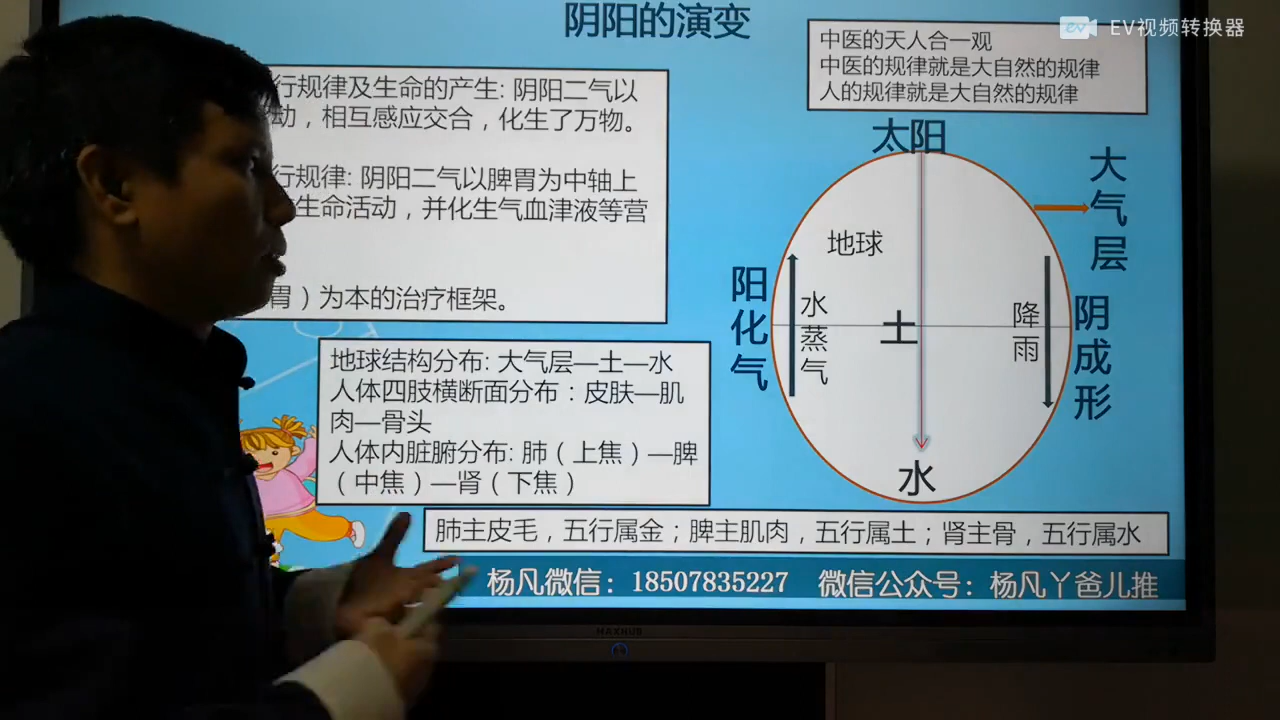 阴阳的演变
EV视频转换器
行规律及生命的产生: 阴阳二气以
动，相互感应交合，化生了万物。
行规律: 阴阳二气以脾胃为中轴上
生命活动，并化生气血津液等营
胃）为本的治疗框架。
中医的天人合一观
中医的规律就是大自然的规律
人的规律就是大自然的规律
太阳
大气层
地球
阳化气
水蒸气
土
降雨
阴成形
水
地球结构分布: 大气层—土—水
人体四肢横断面分布：皮肤—肌
肉—骨头
人体内脏腑分布: 肺（上焦）—脾
（中焦）—肾（下焦）
肺主皮毛，五行属金；脾主肌肉，五行属土；肾主骨，五行属水
杨凡微信：18507835227 微信公众号：杨凡丫爸儿推
MAXHUB